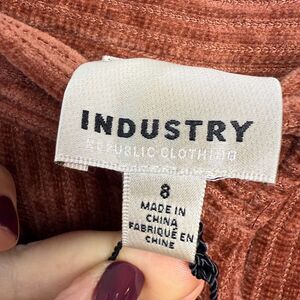 INDUSTRY
REPUBLIC CLOTHING
8
MADE IN
CHINA
FABRIQUÉ EN
CHINE